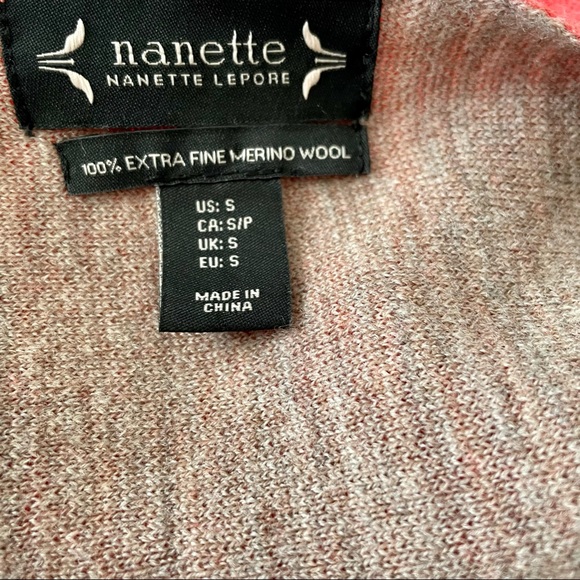 nanette
NANETTE LEPORE
100% EXTRA FINE MERINO WOOL
US: S
CA: S/P
UK: S
EU: S
MADE IN
CHINA